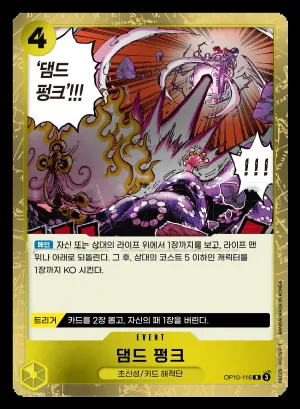 4
'댐드
펑크'!!!
!!!
메인 자신 또는 상대의 라이프 위에서 1장까지를 보고, 라이프 맨
위나 아래로 되돌린다. 그 후, 상대의 코스트 5 이하인 캐릭터를
1장까지 KO 시킨다.
트리거 카드를 2장 뽑고, 자신의 패 1장을 버린다.
EVENT
댐드 펑크
초신성/키드 해적단
OP10-116 R 3